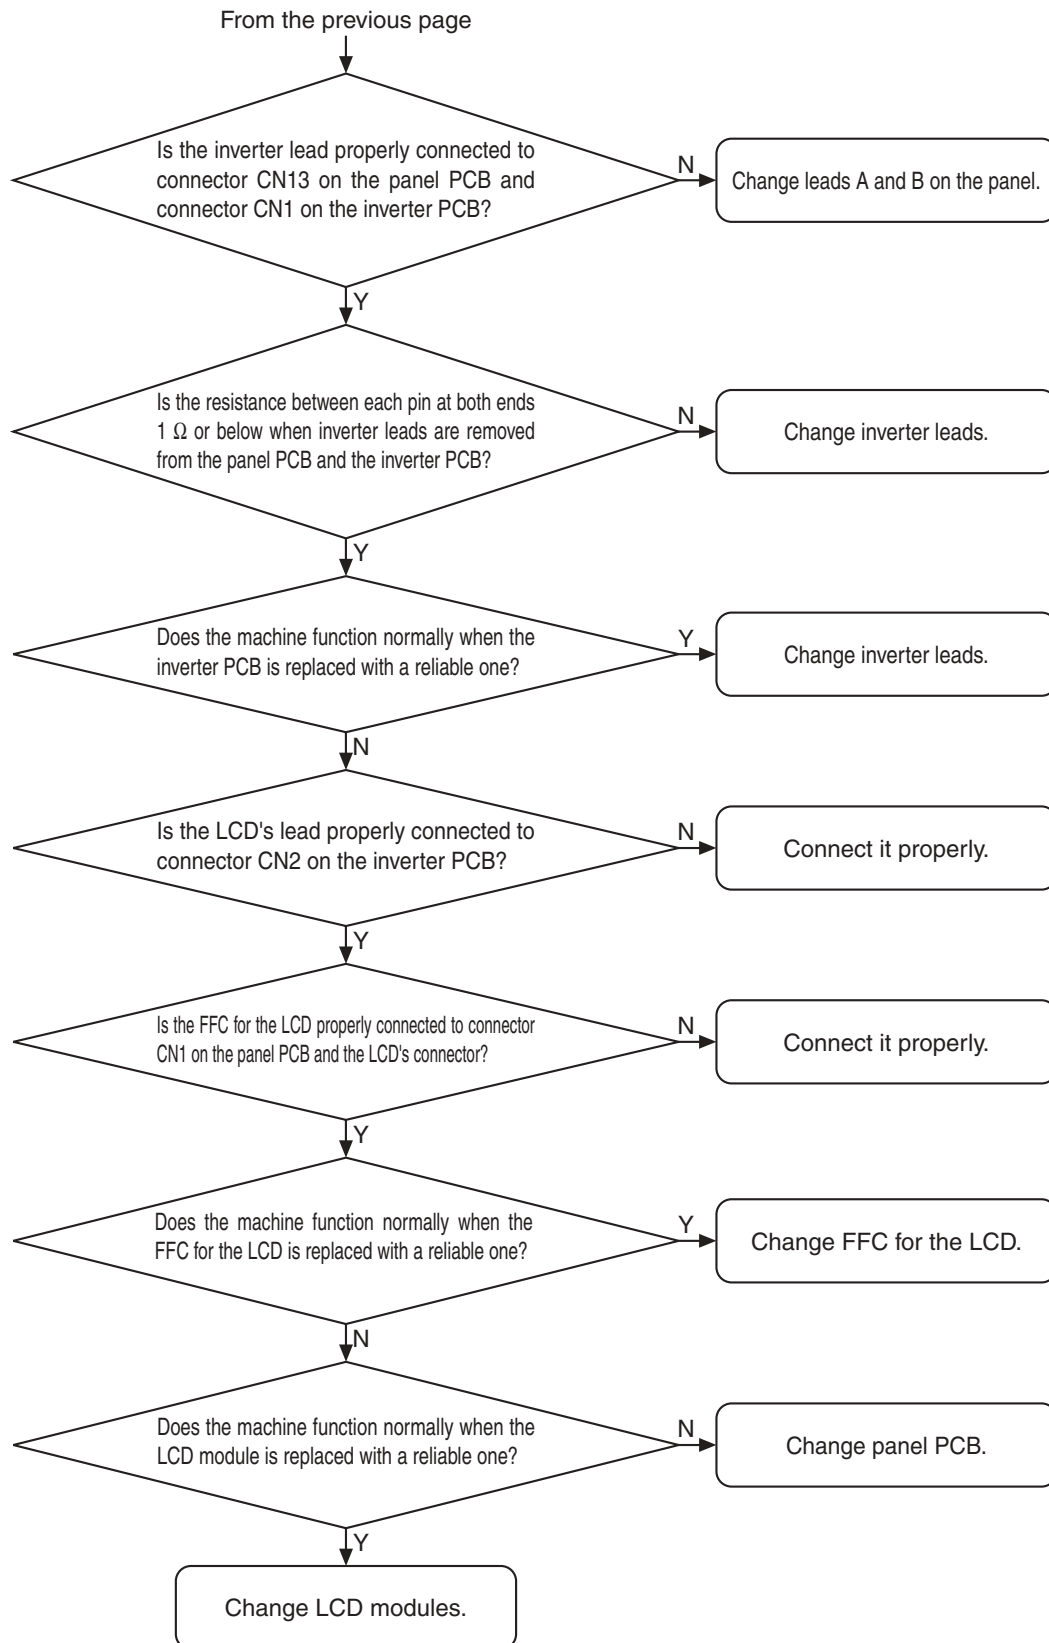 From the previous page
Is the inverter lead properly connected to
connector CN13 on the panel PCB and
connector CN1 on the inverter PCB?
N
Change leads A and B on the panel.
Y
Is the resistance between each pin at both ends
1 Ω or below when inverter leads are removed
from the panel PCB and the inverter PCB?
N
Change inverter leads.
Y
Does the machine function normally when the
inverter PCB is replaced with a reliable one?
Y
Change inverter leads.
N
Is the LCD's lead properly connected to
connector CN2 on the inverter PCB?
N
Connect it properly.
Y
Is the FFC for the LCD properly connected to connector
CN1 on the panel PCB and the LCD's connector?
N
Connect it properly.
Y
Does the machine function normally when the
FFC for the LCD is replaced with a reliable one?
Y
Change FFC for the LCD.
N
Does the machine function normally when the
LCD module is replaced with a reliable one?
N
Change panel PCB.
Y
Change LCD modules.